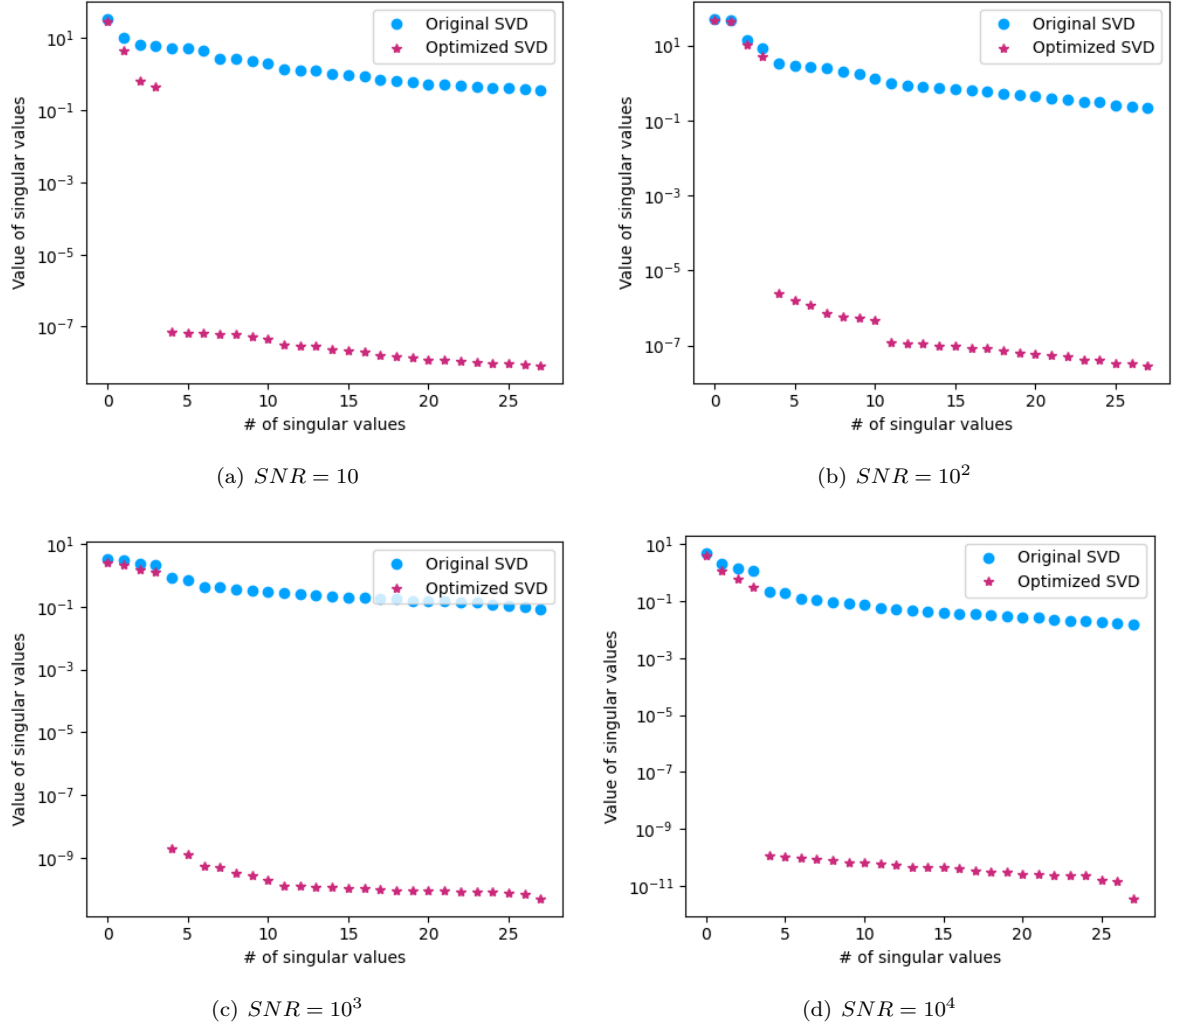 Original SVD
Optimized SVD
10^1
10^-1
10^-3
10^-5
10^-7
Value of singular values
0 5 10 15 20 25
# of singular values
(a) SNR = 10
Original SVD
Optimized SVD
10^1
10^-1
10^-3
10^-5
10^-7
Value of singular values
0 5 10 15 20 25
# of singular values
(b) SNR = 10^2
Original SVD
Optimized SVD
10^1
10^-1
10^-3
10^-5
10^-7
10^-9
Value of singular values
0 5 10 15 20 25
# of singular values
(c) SNR = 10^3
Original SVD
Optimized SVD
10^1
10^-1
10^-3
10^-5
10^-7
10^-9
10^-11
Value of singular values
0 5 10 15 20 25
# of singular values
(d) SNR = 10^4